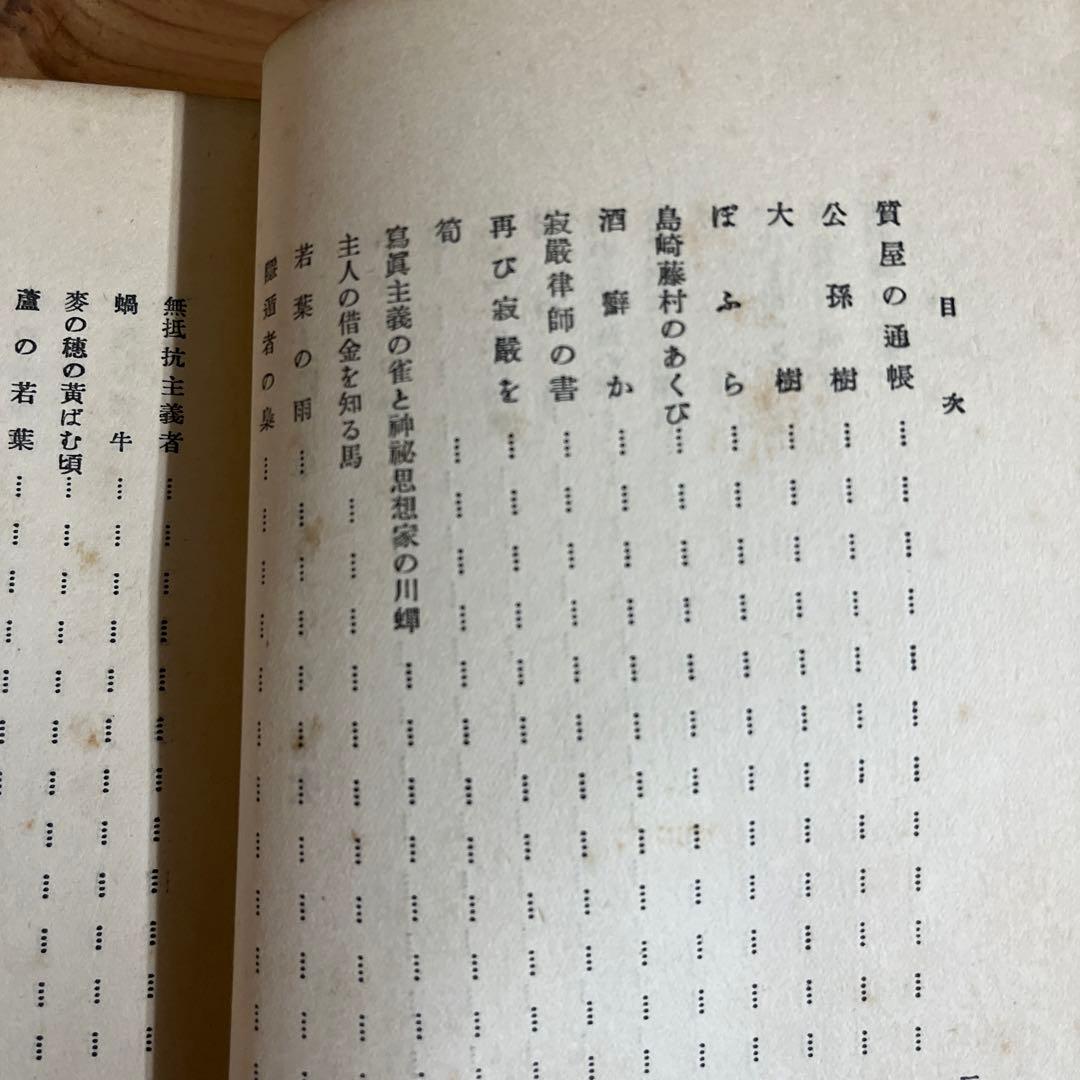 目次
質屋の通帳
公孫樹
大樹
ぽふら
島崎藤村のあくび
酒癖か
寂嚴律師の書
再び寂嚴を
筍
寫眞主義の雀と神祕思想家の川蟬
主人の借金を知る馬
若葉の雨
隱遁者の梟
無抵抗主義者
蝸牛
麥の穗の黃ばむ頃
蘆の若葉